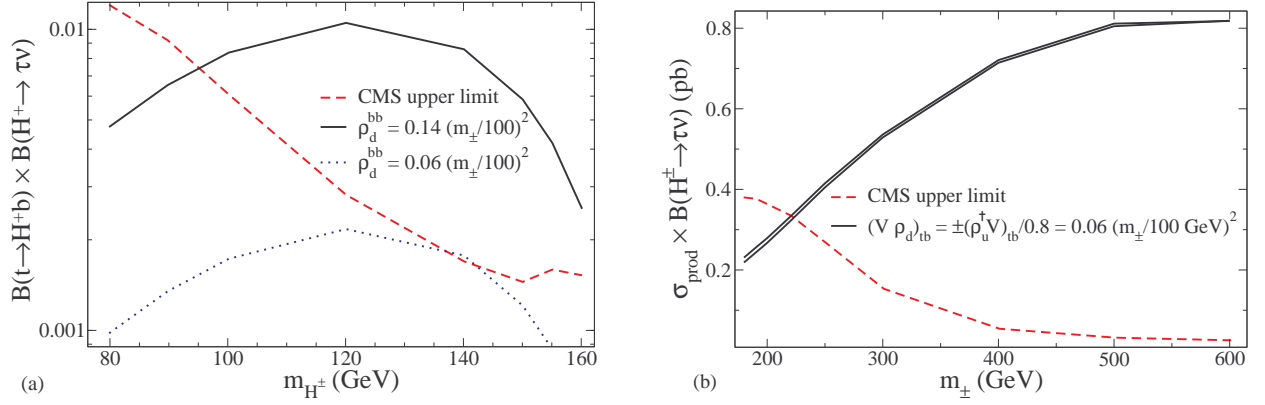 B(t→H⁺b) × B(H⁺→ τν)
0.01
0.001
CMS upper limit
ρ_d^bb = 0.14 (m_±/100)²
ρ_d^bb = 0.06 (m_±/100)²
80 100 120 140 160
m_H^± (GeV)
(a)
σ_prod × B(H^±→τν) (pb)
0.8
0.6
0.4
0.2
CMS upper limit
(V ρ_d)_tb = ±(ρ_u^†V)_tb/0.8 = 0.06 (m_±/100 GeV)²
200 300 400 500 600
m_± (GeV)
(b)